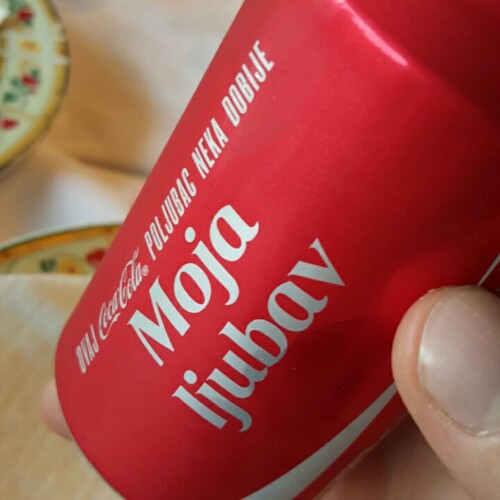 OVAJ Coca-Cola® POLJUBAC NEKA DOBIJE
Moja
ljubav